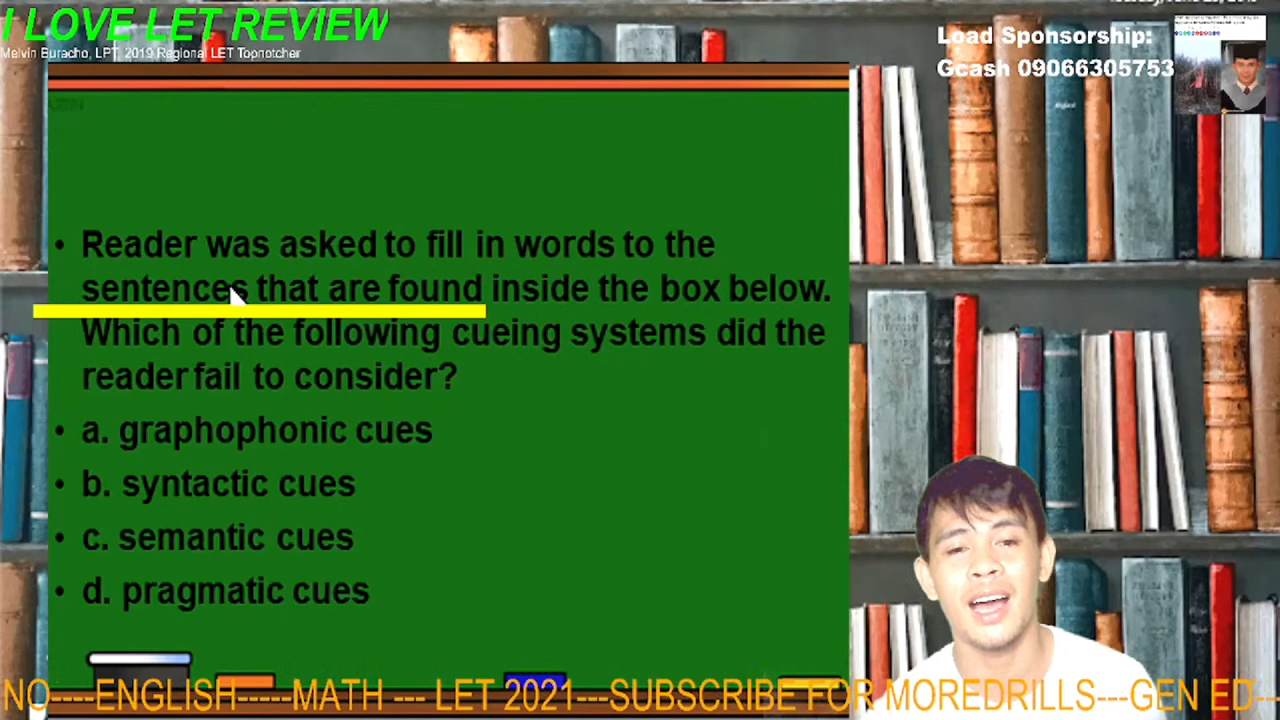 I LOVE LET REVIEW
Melvin Buracho, LPT, 2019 Regional LET Topnotcher
Load Sponsorship:
Gcash 09066305753
• Reader was asked to fill in words to the
sentences that are found inside the box below.
Which of the following cueing systems did the
reader fail to consider?
• a. graphophonic cues
• b. syntactic cues
• c. semantic cues
• d. pragmatic cues
NO----ENGLISH-----MATH --- LET 2021---SUBSCRIBE FOR MOREDRILLS---GEN ED--